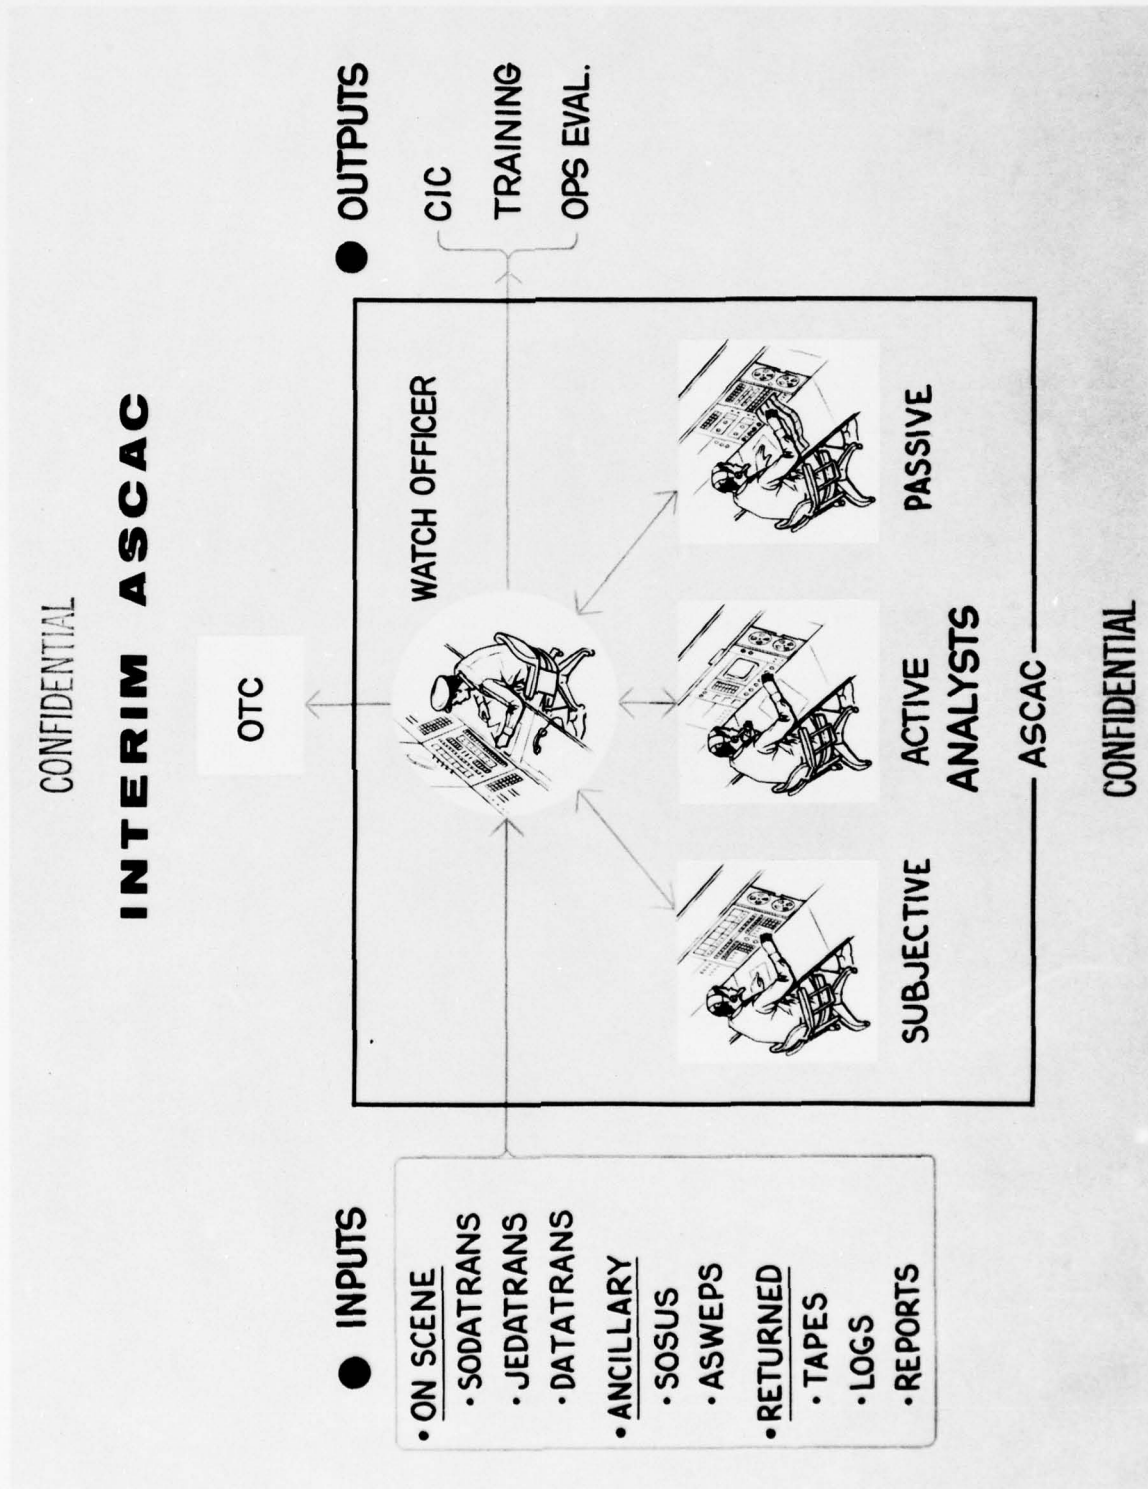 CONFIDENTIAL
INTERIM ASCAC
OTC
● INPUTS
• ON SCENE
• SODATRANS
• JEDATRANS
• DATATRANS
• ANCILLARY
• SOSUS
• ASWEPS
• RETURNED
• TAPES
• LOGS
• REPORTS
WATCH OFFICER
SUBJECTIVE
ACTIVE
PASSIVE
ANALYSTS
ASCAC
● OUTPUTS
CIC
TRAINING
OPS EVAL.
CONFIDENTIAL